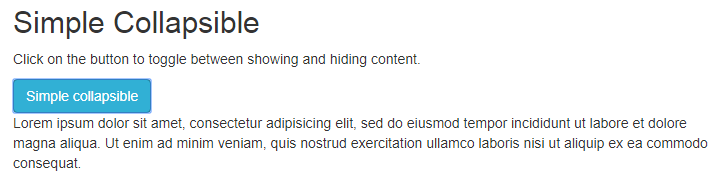 Simple Collapsible
Click on the button to toggle between showing and hiding content.
Simple collapsible
Lorem ipsum dolor sit amet, consectetur adipisicing elit, sed do eiusmod tempor incididunt ut labore et dolore
magna aliqua. Ut enim ad minim veniam, quis nostrud exercitation ullamco laboris nisi ut aliquip ex ea commodo
consequat.